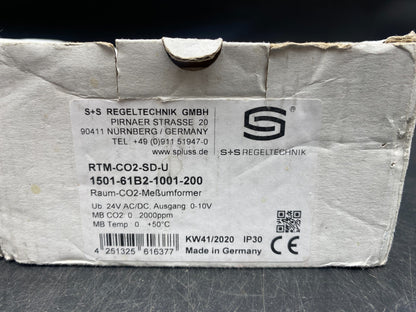 S+S REGELTECHNIK GMBH
PIRNAER STRASSE 20
90411 NURNBERG / GERMANY
TEL +49 (0)911 51947-0
www.spluss.de
S+S REGELTECHNIK
RTM-CO2-SD-U
1501-61B2-1001-200
Raum-CO2-Meßumformer
Ub. 24V AC/DC, Ausgang 0-10V
MB CO2 0 2000ppm
MB Temp 0 +50°C
4 251325 616377
KW41/2020 IP30
Made in Germany
CE